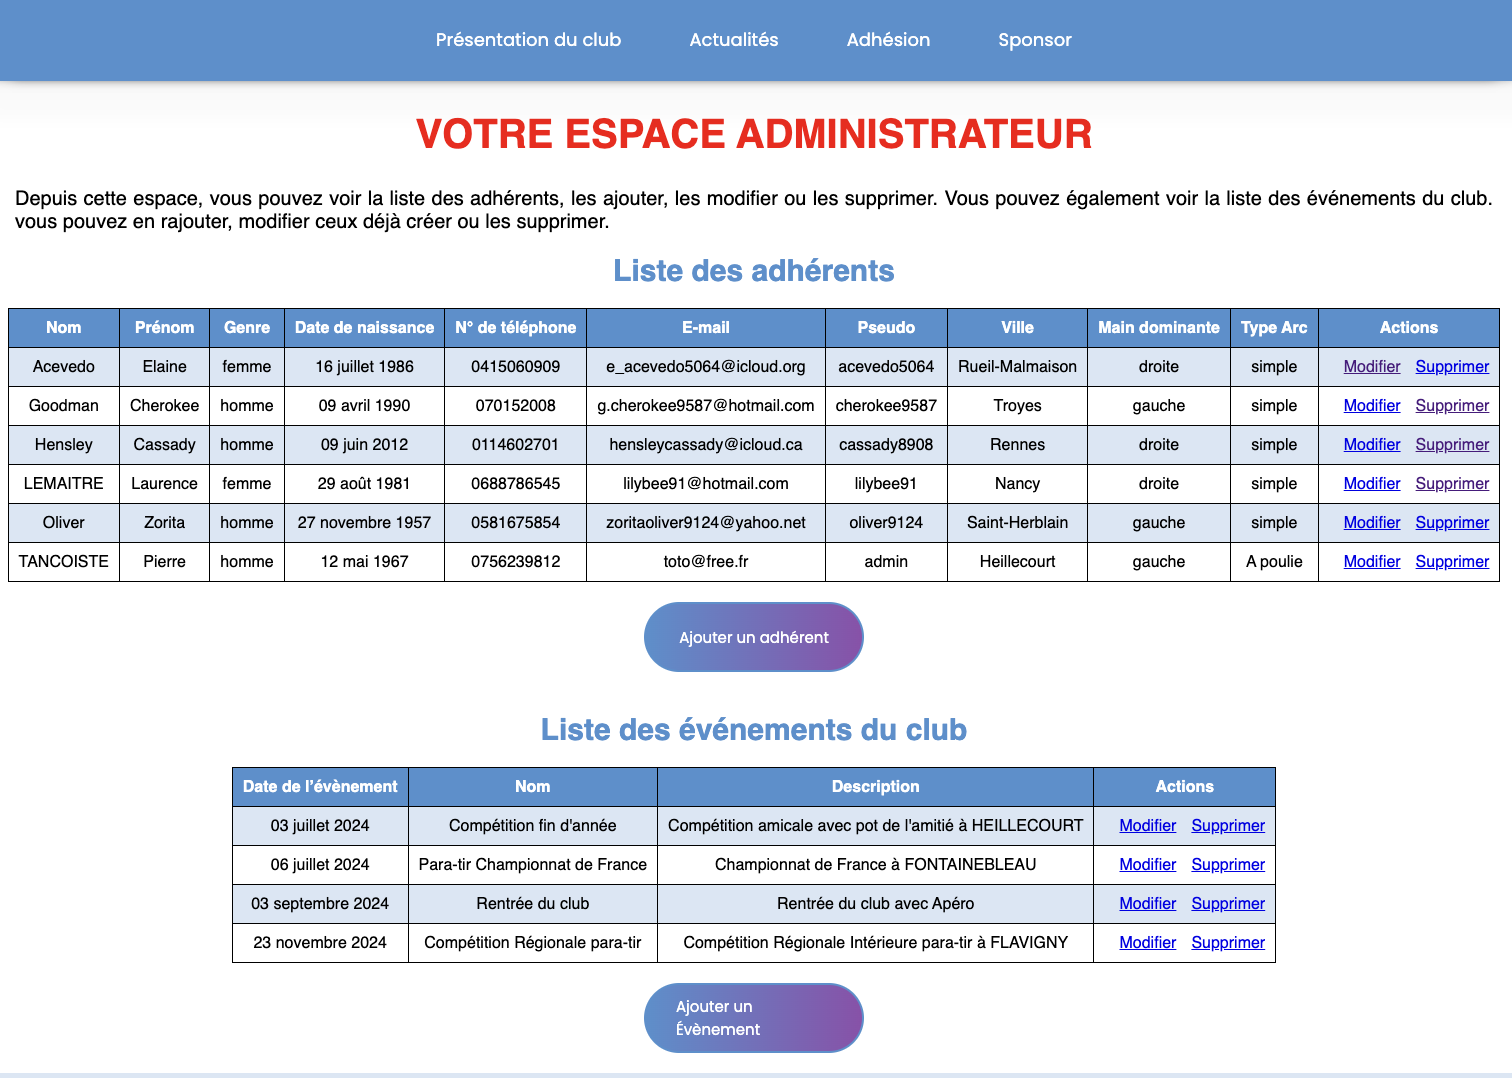 Présentation du club Actualités Adhésion Sponsor
VOTRE ESPACE ADMINISTRATEUR
Depuis cette espace, vous pouvez voir la liste des adhérents, les ajouter, les modifier ou les supprimer. Vous pouvez également voir la liste des événements du club.
vous pouvez en rajouter, modifier ceux déjà créer ou les supprimer.
Liste des adhérents
Nom Prénom Genre Date de naissance N° de téléphone E-mail Pseudo Ville Main dominante Type Arc Actions
Acevedo Elaine femme 16 juillet 1986 0415060909 e_acevedo5064@icloud.org acevedo5064 Rueil-Malmaison droite simple Modifier Supprimer
Goodman Cherokee homme 09 avril 1990 070152008 g.cherokee9587@hotmail.com cherokee9587 Troyes gauche simple Modifier Supprimer
Hensley Cassady homme 09 juin 2012 0114602701 hensleycassady@icloud.ca cassady8908 Rennes droite simple Modifier Supprimer
LEMAITRE Laurence femme 29 août 1981 0688786545 lilybee91@hotmail.com lilybee91 Nancy droite simple Modifier Supprimer
Oliver Zorita homme 27 novembre 1957 0581675854 zoritaoliver9124@yahoo.net oliver9124 Saint-Herblain gauche simple Modifier Supprimer
TANCOISTE Pierre homme 12 mai 1967 0756239812 toto@free.fr admin Heillecourt gauche A poulie Modifier Supprimer
Ajouter un adhérent
Liste des événements du club
Date de l'évènement Nom Description Actions
03 juillet 2024 Compétition fin d'année Compétition amicale avec pot de l'amitié à HEILLECOURT Modifier Supprimer
06 juillet 2024 Para-tir Championnat de France Championnat de France à FONTAINEBLEAU Modifier Supprimer
03 septembre 2024 Rentrée du club Rentrée du club avec Apéro Modifier Supprimer
23 novembre 2024 Compétition Régionale para-tir Compétition Régionale Intérieure para-tir à FLAVIGNY Modifier Supprimer
Ajouter un
Évènement